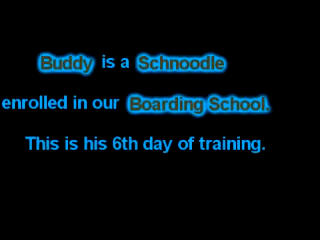 Buddy is a Schnoodle
enrolled in our Boarding School.
This is his 6th day of training.